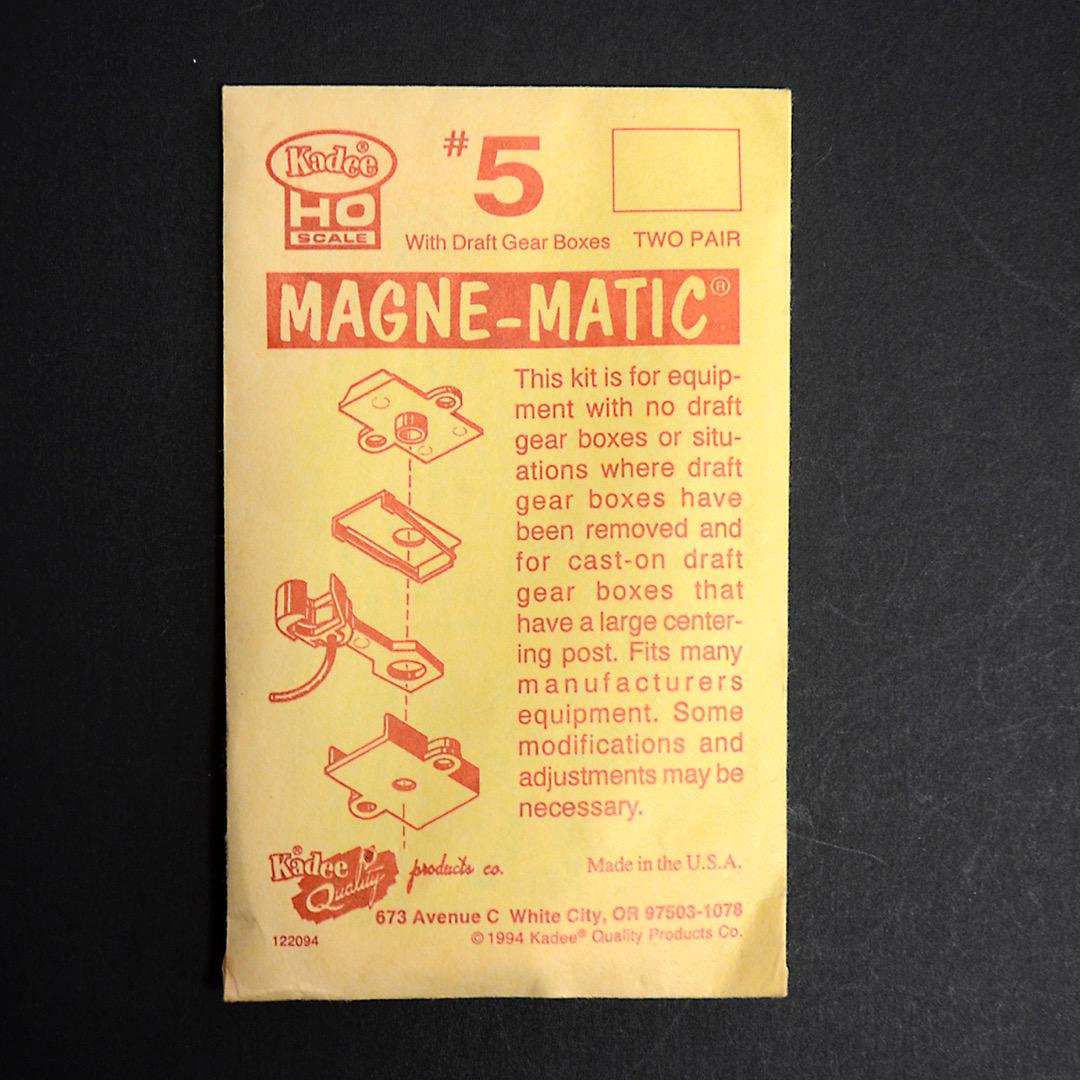 Kadee®
HO
SCALE
#5
With Draft Gear Boxes
TWO PAIR
MAGNE-MATIC®
This kit is for equip-
ment with no draft
gear boxes or situ-
ations where draft
gear boxes have
been removed and
for cast-on draft
gear boxes that
have a large center-
ing post. Fits many
manufacturers
equipment. Some
modifications and
adjustments may be
necessary.
Kadee®
Quality
products co.
Made in the U.S.A.
673 Avenue C White City, OR 97503-1078
122094
©1994 Kadee® Quality Products Co.